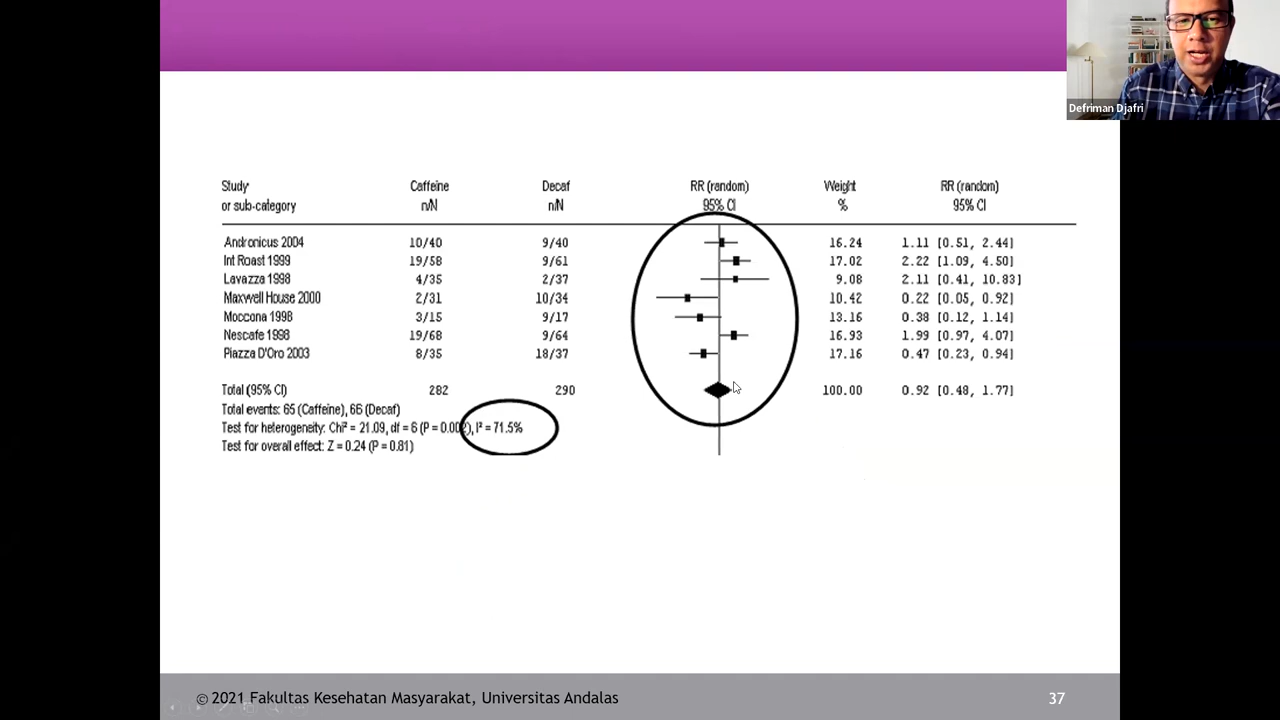 Defriman Djafri
Study Caffeine Decaf RR (random) Weight RR (random)
or sub-category n/N n/N 95% CI % 95% CI
Andronicus 2004 10/40 9/40 16.24 1.11 [0.51, 2.44]
Int Roast 1999 19/58 9/61 17.02 2.22 [1.09, 4.50]
Lavazza 1998 4/35 2/37 9.08 2.11 [0.41, 10.83]
Maxwell House 2000 2/31 10/34 10.42 0.22 [0.05, 0.92]
Moccona 1998 3/15 9/17 13.16 0.38 [0.12, 1.14]
Nescafe 1998 19/68 9/64 16.93 1.99 [0.97, 4.07]
Piazza D'Oro 2003 8/35 18/37 17.16 0.47 [0.23, 0.94]
Total (95% CI) 282 290 100.00 0.92 [0.48, 1.77]
Total events: 65 (Caffeine), 66 (Decaf)
Test for heterogeneity: Chi² = 21.09, df = 6 (P = 0.002), I² = 71.5%
Test for overall effect: Z = 0.24 (P = 0.81)
© 2021 Fakultas Kesehatan Masyarakat, Universitas Andalas 37